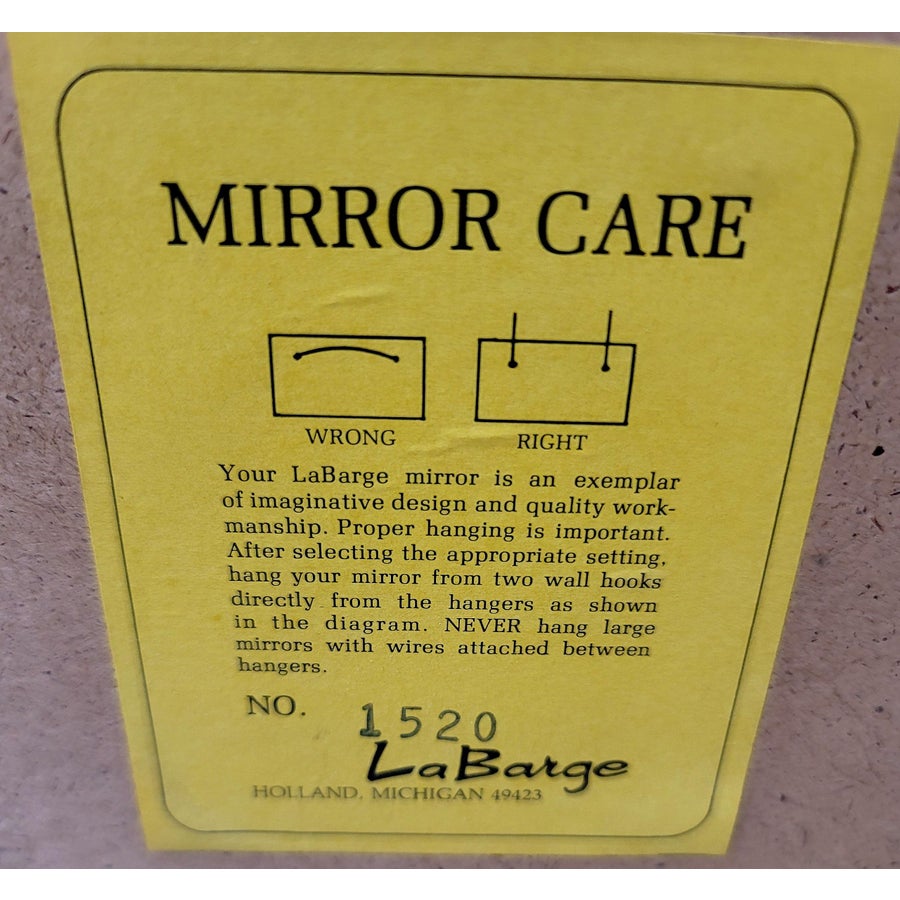 MIRROR CARE
WRONG
RIGHT
Your LaBarge mirror is an exemplar
of imaginative design and quality work-
manship. Proper hanging is important.
After selecting the appropriate setting,
hang your mirror from two wall hooks
directly from the hangers as shown
in the diagram. NEVER hang large
mirrors with wires attached between
hangers.
NO. 1520
LaBarge
HOLLAND, MICHIGAN 49423